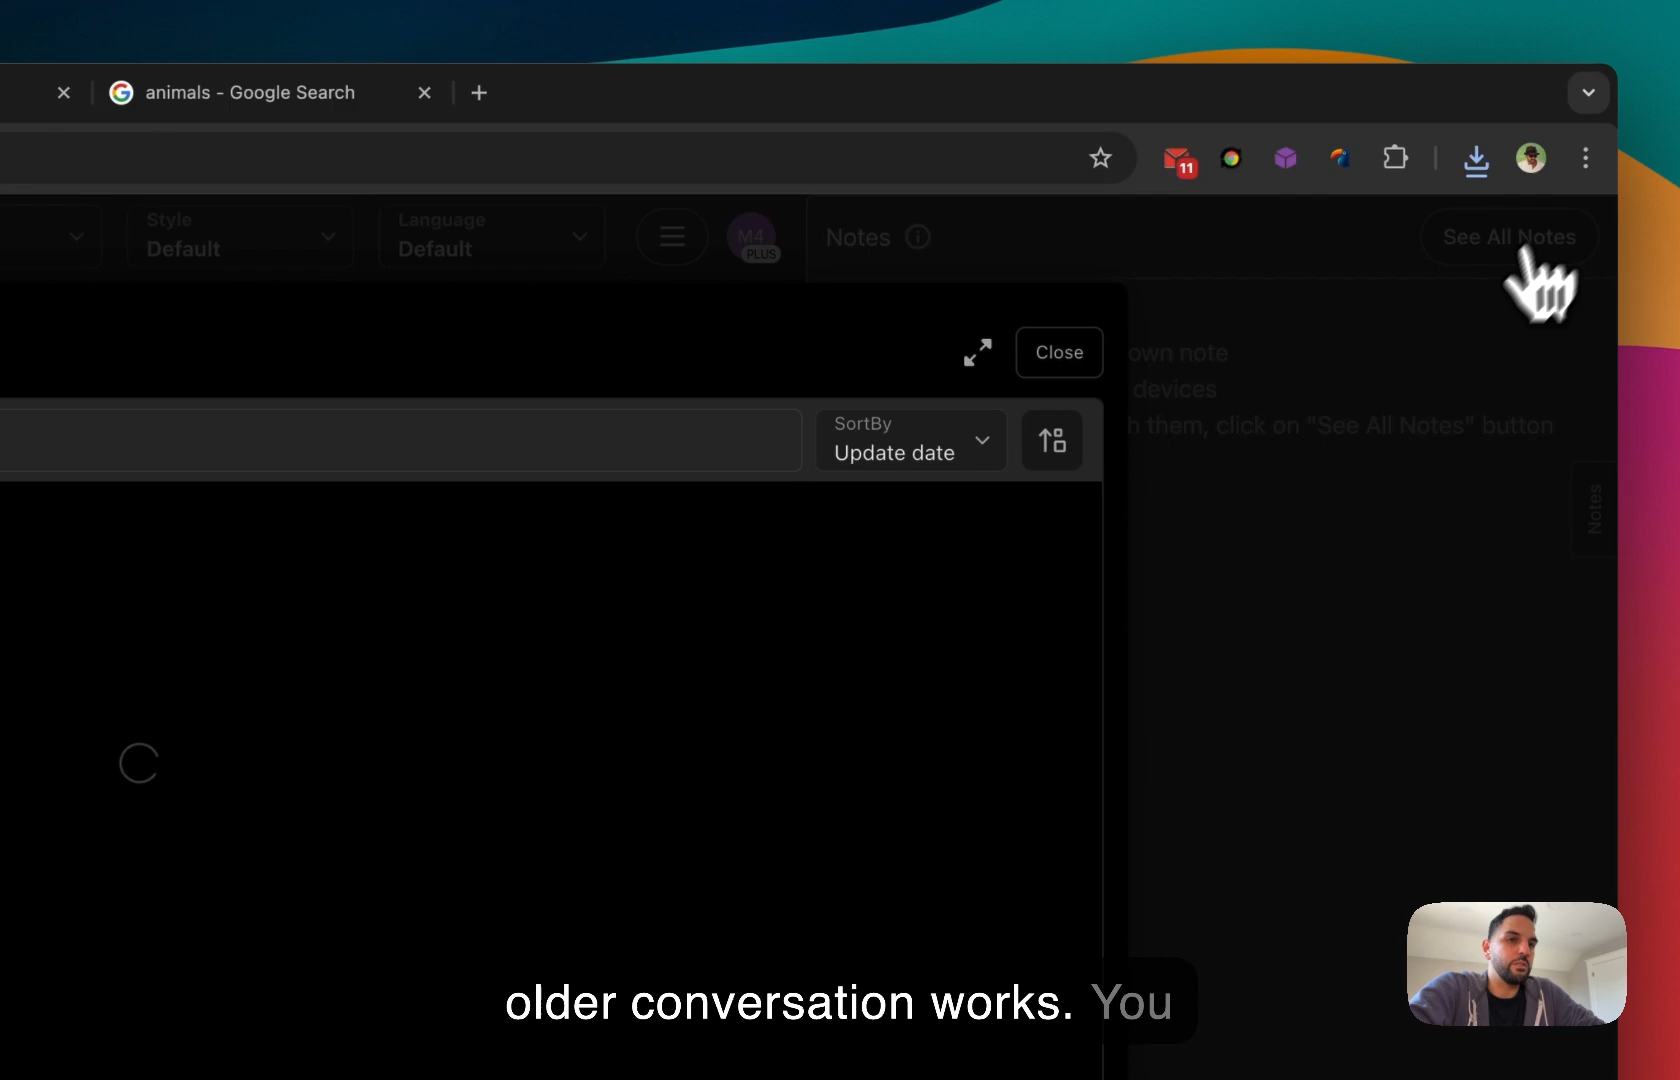 animals - Google Search
11
Style
Default
Language
Default
M4
PLUS
Notes
See All Notes
Close
own note
devices
h them, click on "See All Notes" button
SortBy
Update date
Notes
older conversation works. You